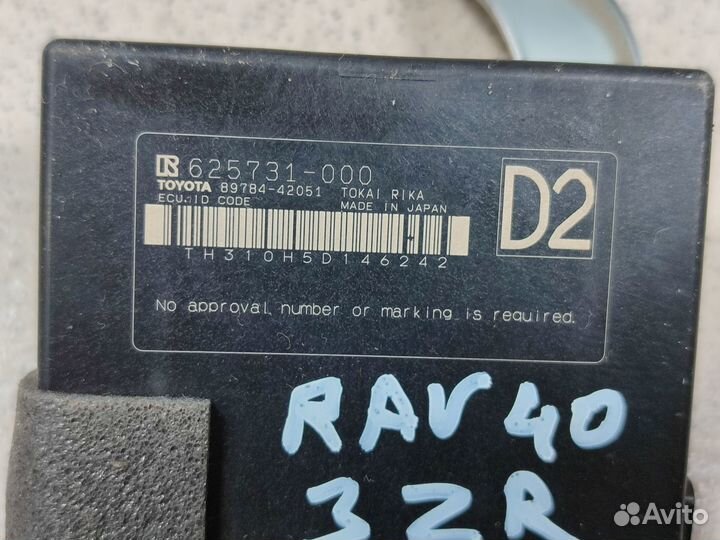 625731-000
TOYOTA 89784-42051 TOKAI RIKA
ECU. ID CODE MADE IN JAPAN
D2
TH310H5D146242
No approval number or marking is required.
RAV40
3ZR
Avito